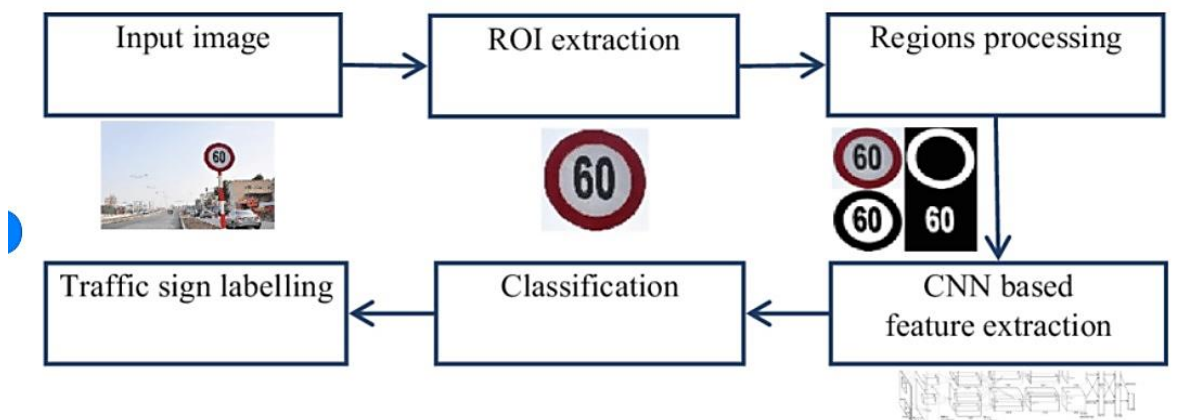 Input image
ROI extraction
Regions processing
60
60
60
60
60
Traffic sign labelling
Classification
CNN based
feature extraction